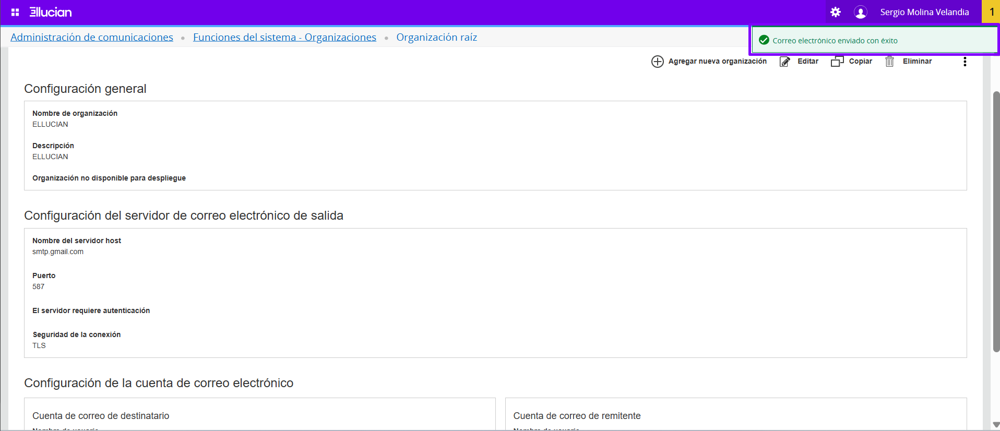 Ellucian
Sergio Molina Velandia
1
Administración de comunicaciones
Funciones del sistema - Organizaciones
Organización raíz
Correo electrónico enviado con éxito
Agregar nueva organización
Editar
Copiar
Eliminar
Configuración general
Nombre de organización
ELLUCIAN
Descripción
ELLUCIAN
Organización no disponible para despliegue
Configuración del servidor de correo electrónico de salida
Nombre del servidor host
smtp.gmail.com
Puerto
587
El servidor requiere autenticación
Seguridad de la conexión
TLS
Configuración de la cuenta de correo electrónico
Cuenta de correo de destinatario
Cuenta de correo de remitente